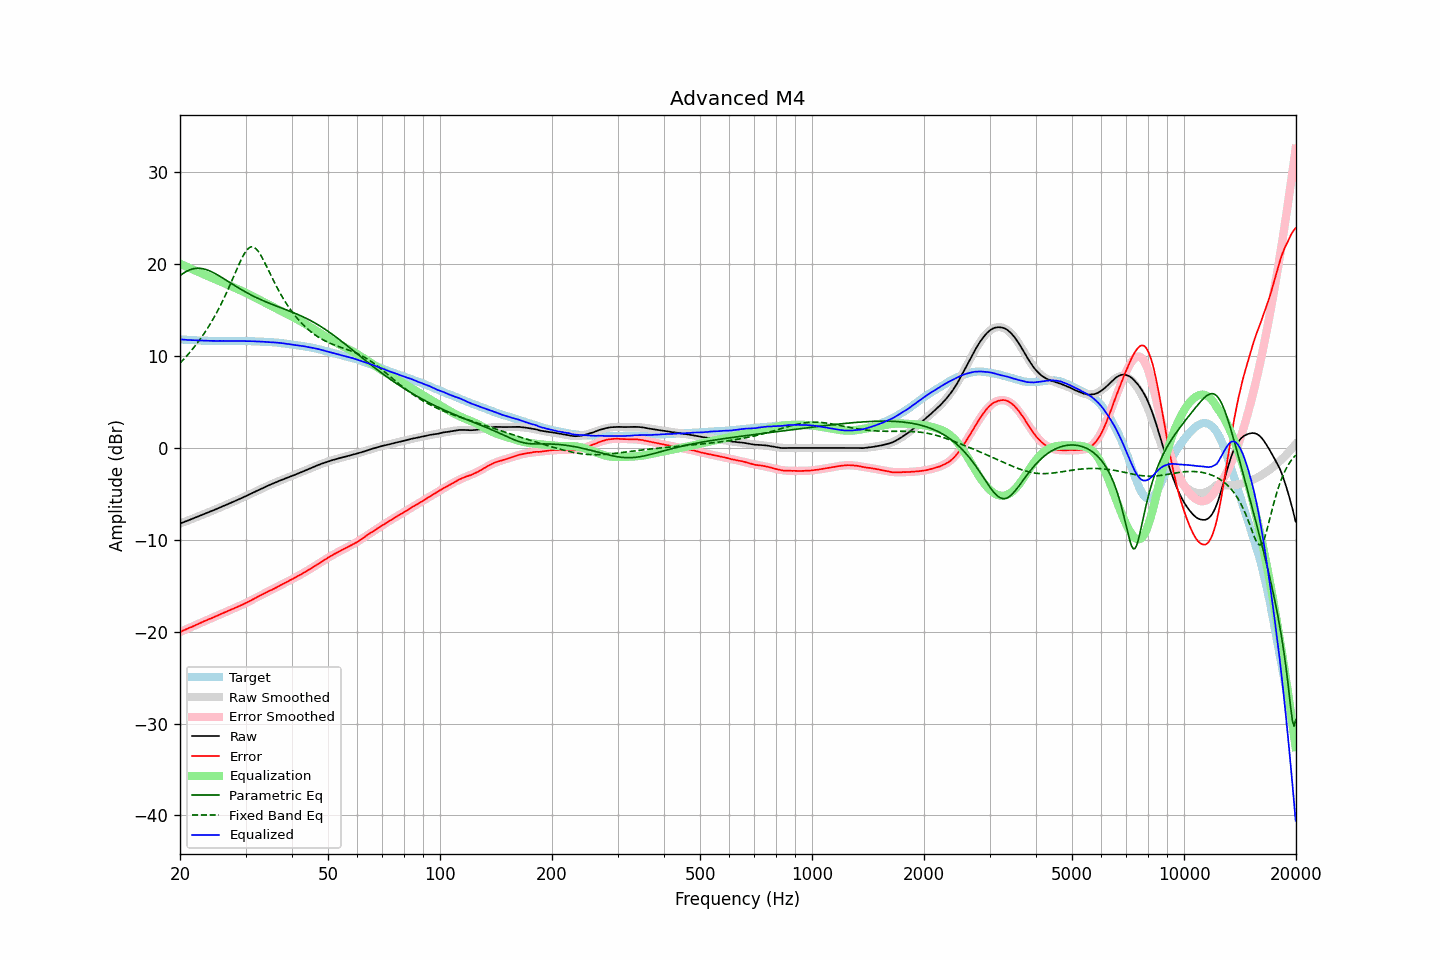 Advanced M4
Amplitude (dBr)
30
20
10
0
−10
−20
−30
−40
Target
Raw Smoothed
Error Smoothed
Raw
Error
Equalization
Parametric Eq
Fixed Band Eq
Equalized
20 50 100 200 500 1000 2000 5000 10000 20000
Frequency (Hz)